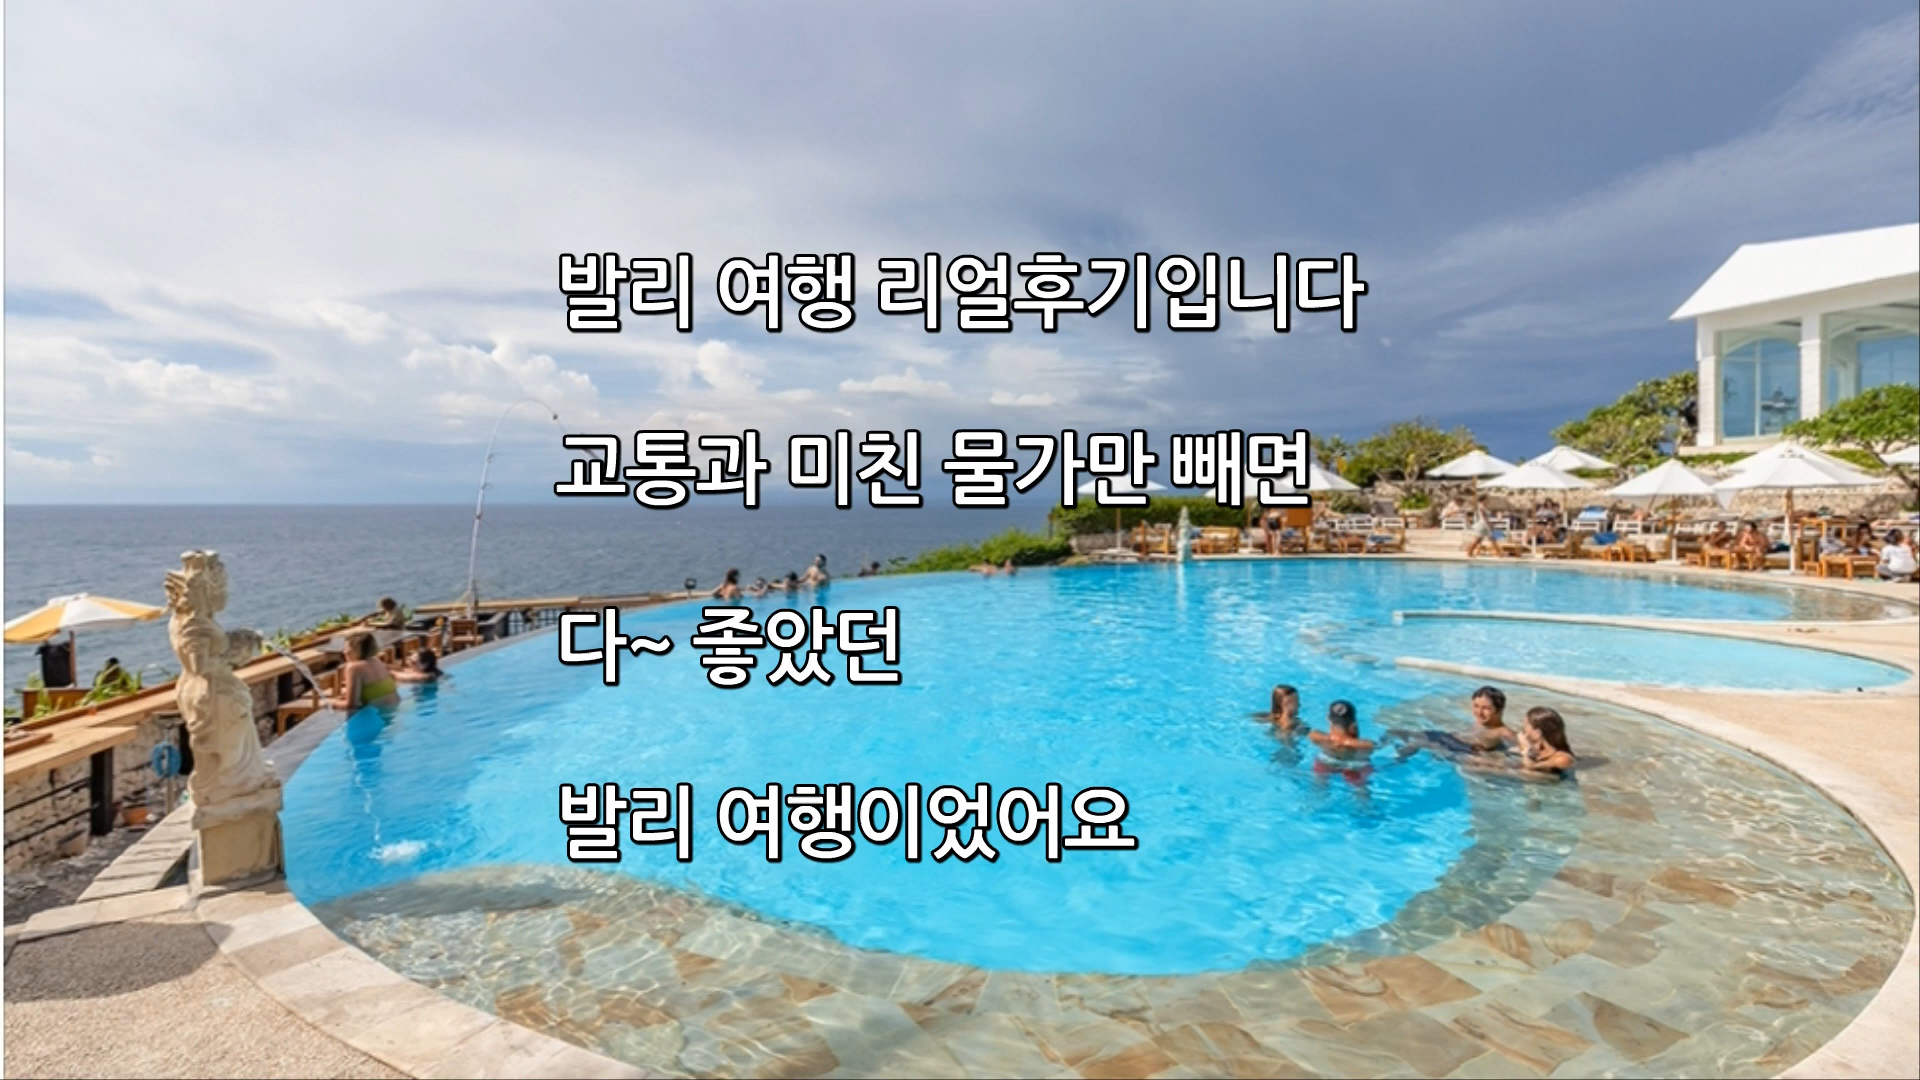 발리 여행 리얼후기입니다
교통과 미친 물가만 빼면
다~ 좋았던
발리 여행이었어요